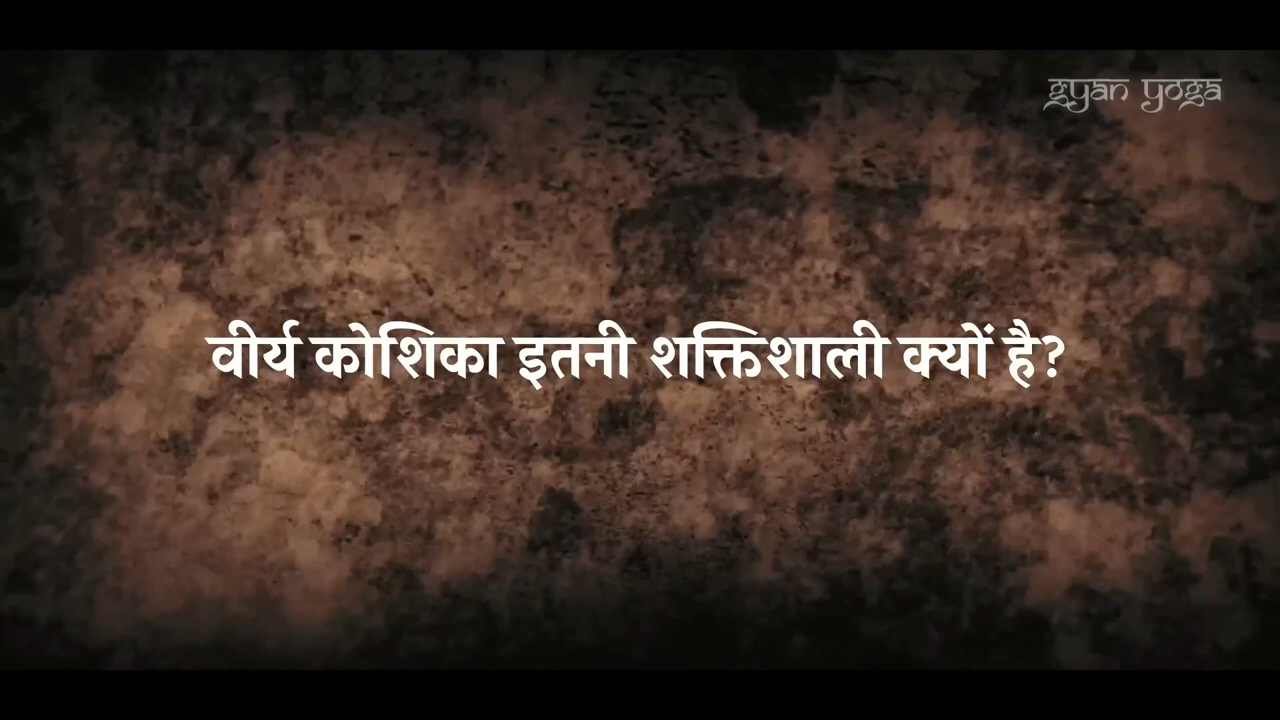 gyan yoga
वीर्य कोशिका इतनी शक्तिशाली क्यों है?